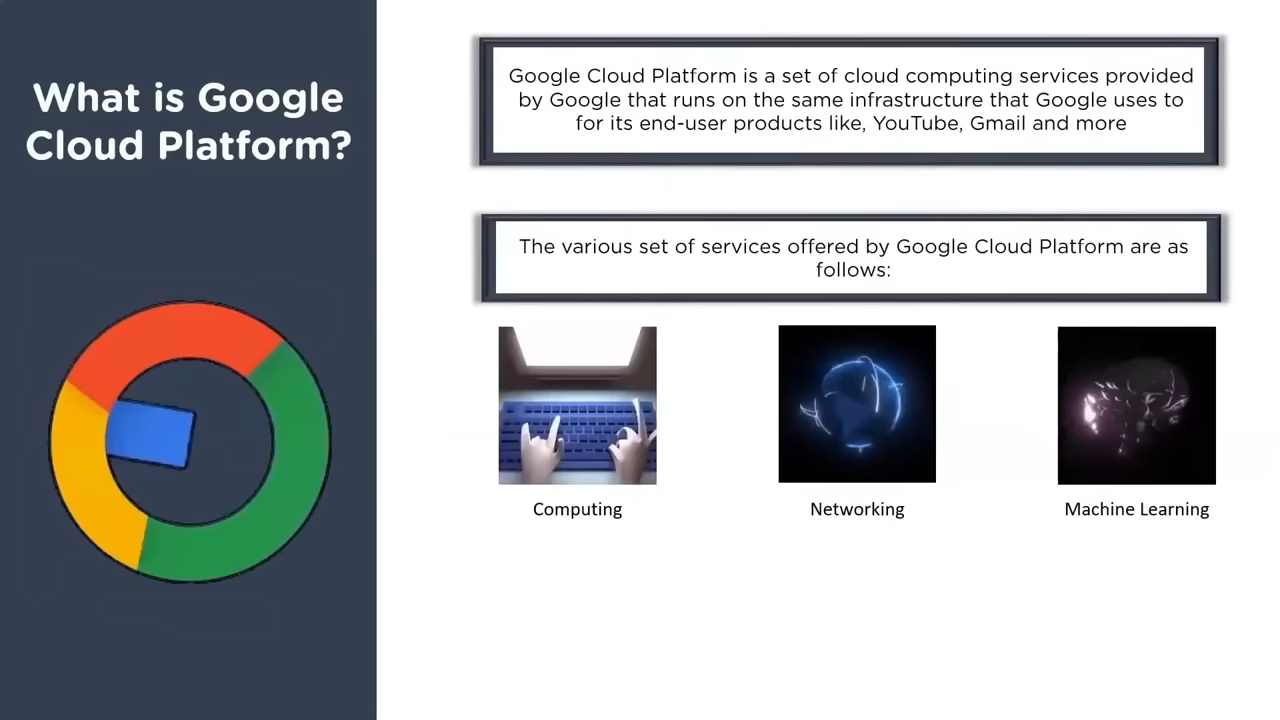 What is Google
Cloud Platform?
Google Cloud Platform is a set of cloud computing services provided
by Google that runs on the same infrastructure that Google uses to
for its end-user products like, YouTube, Gmail and more
The various set of services offered by Google Cloud Platform are as
follows:
Computing
Networking
Machine Learning